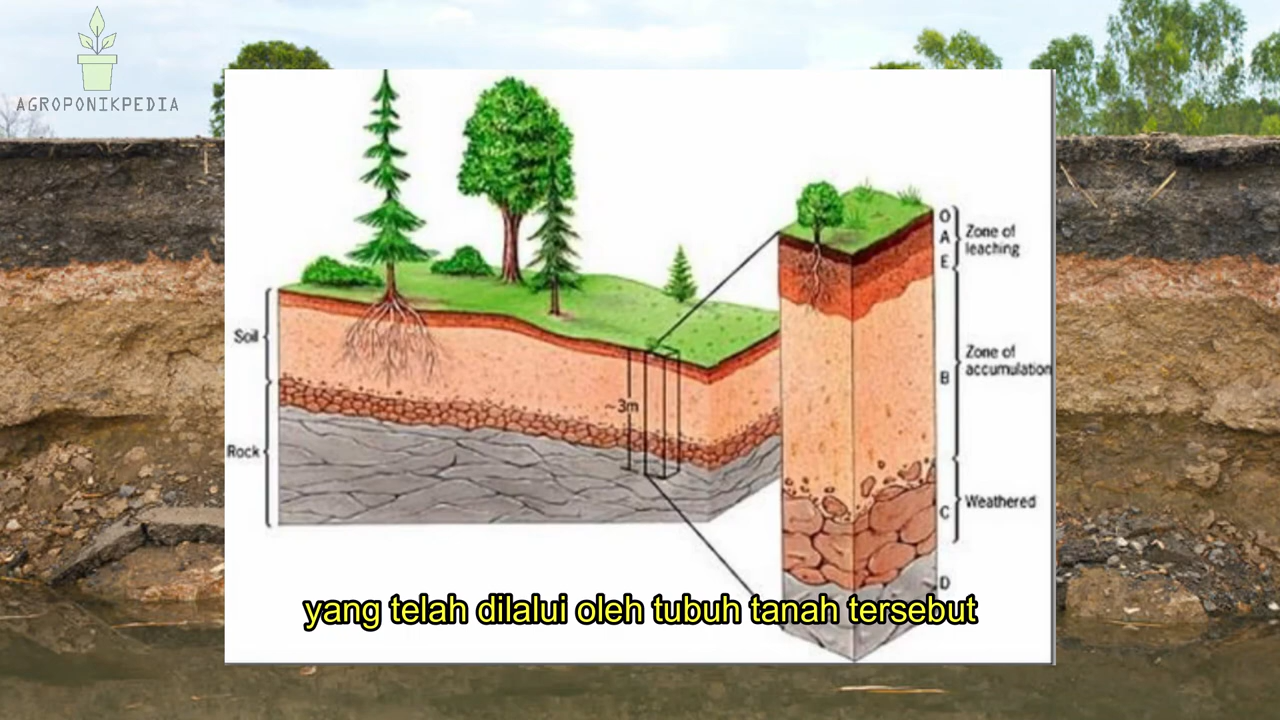 AGROPONIKPEDIA
Soil
Rock
~3m
O
A
E
B
C
D
Zone of
leaching
Zone of
accumulation
Weathered
yang telah dilalui oleh tubuh tanah tersebut